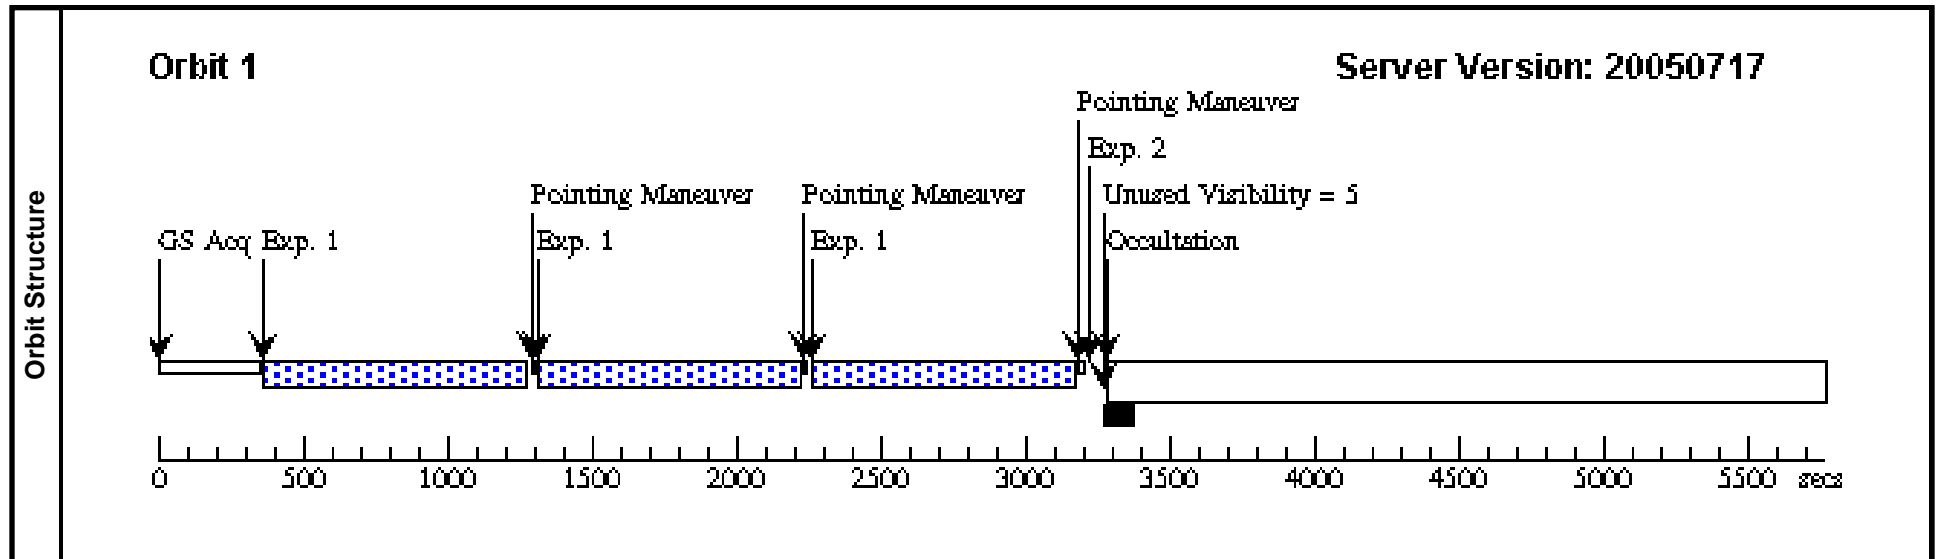 Orbit Structure
Orbit 1
Server Version: 20050717
Pointing Maneuver
Exp. 2
Pointing Maneuver
Pointing Maneuver
Unused Visibility = 5
GS Acq
Exp. 1
Exp. 1
Exp. 1
Occultation
0 500 1000 1500 2000 2500 3000 3500 4000 4500 5000 5500 secs